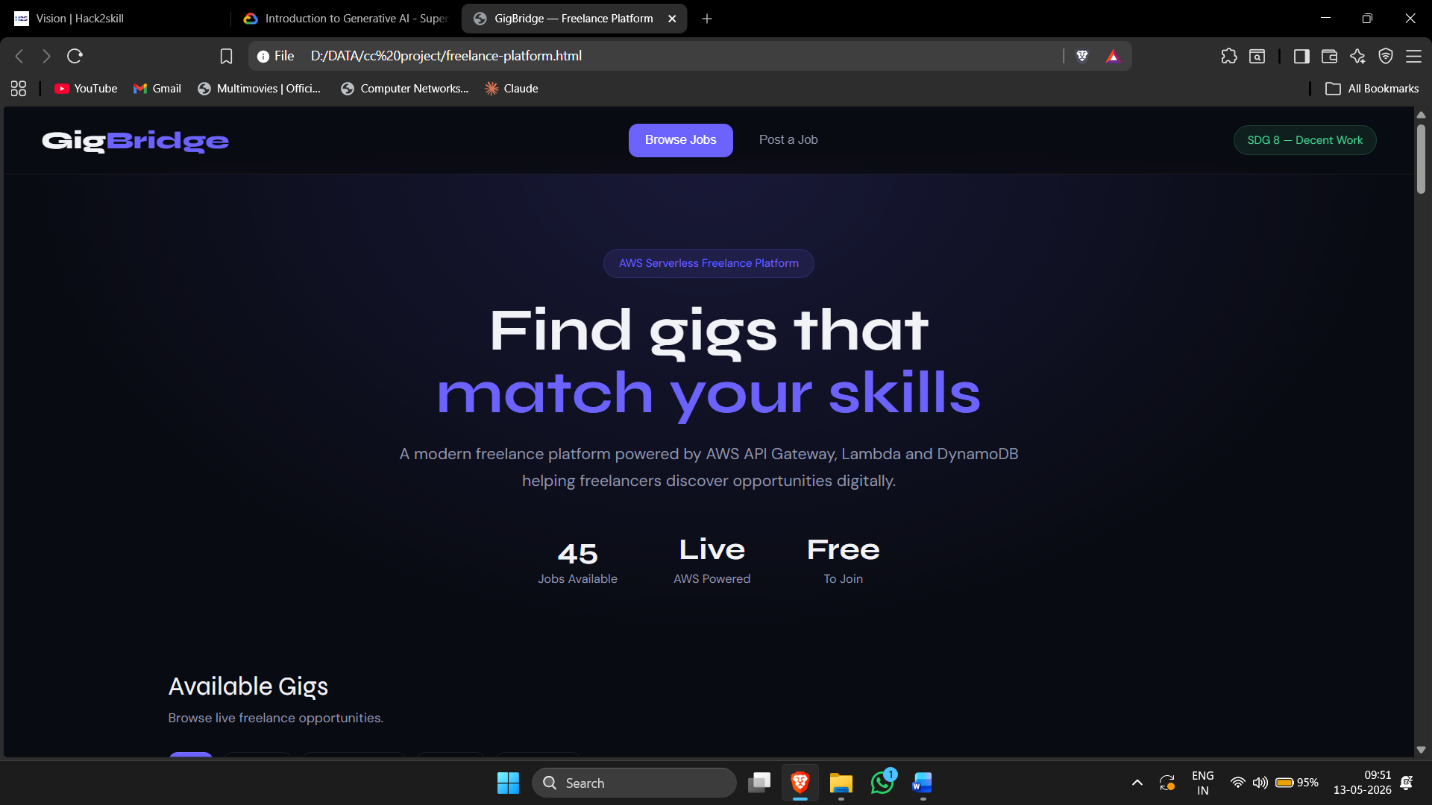 Vision | Hack2skill
Introduction to Generative AI - Super
GigBridge — Freelance Platform
File D:/DATA/cc%20project/freelance-platform.html
YouTube
Gmail
Multimovies | Offici...
Computer Networks...
Claude
All Bookmarks
GigBridge
Browse Jobs
Post a Job
SDG 8 — Decent Work
AWS Serverless Freelance Platform
Find gigs that
match your skills
A modern freelance platform powered by AWS API Gateway, Lambda and DynamoDB
helping freelancers discover opportunities digitally.
45
Jobs Available
Live
AWS Powered
Free
To Join
Available Gigs
Browse live freelance opportunities.
Search
1
ENG
IN
95%
09:51
13-05-2026